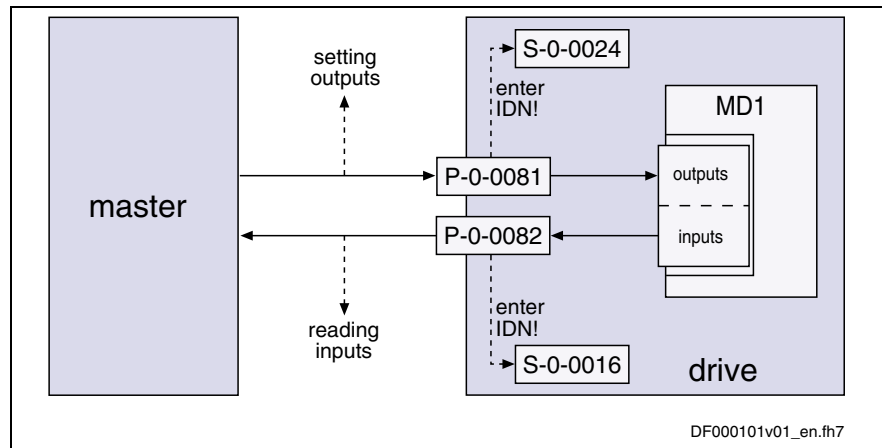 setting
outputs
S-0-0024
enter
IDN!
MD1
P-0-0081
outputs
master
P-0-0082
inputs
reading
inputs
enter
IDN!
S-0-0016
drive
DF000101v01_en.fh7